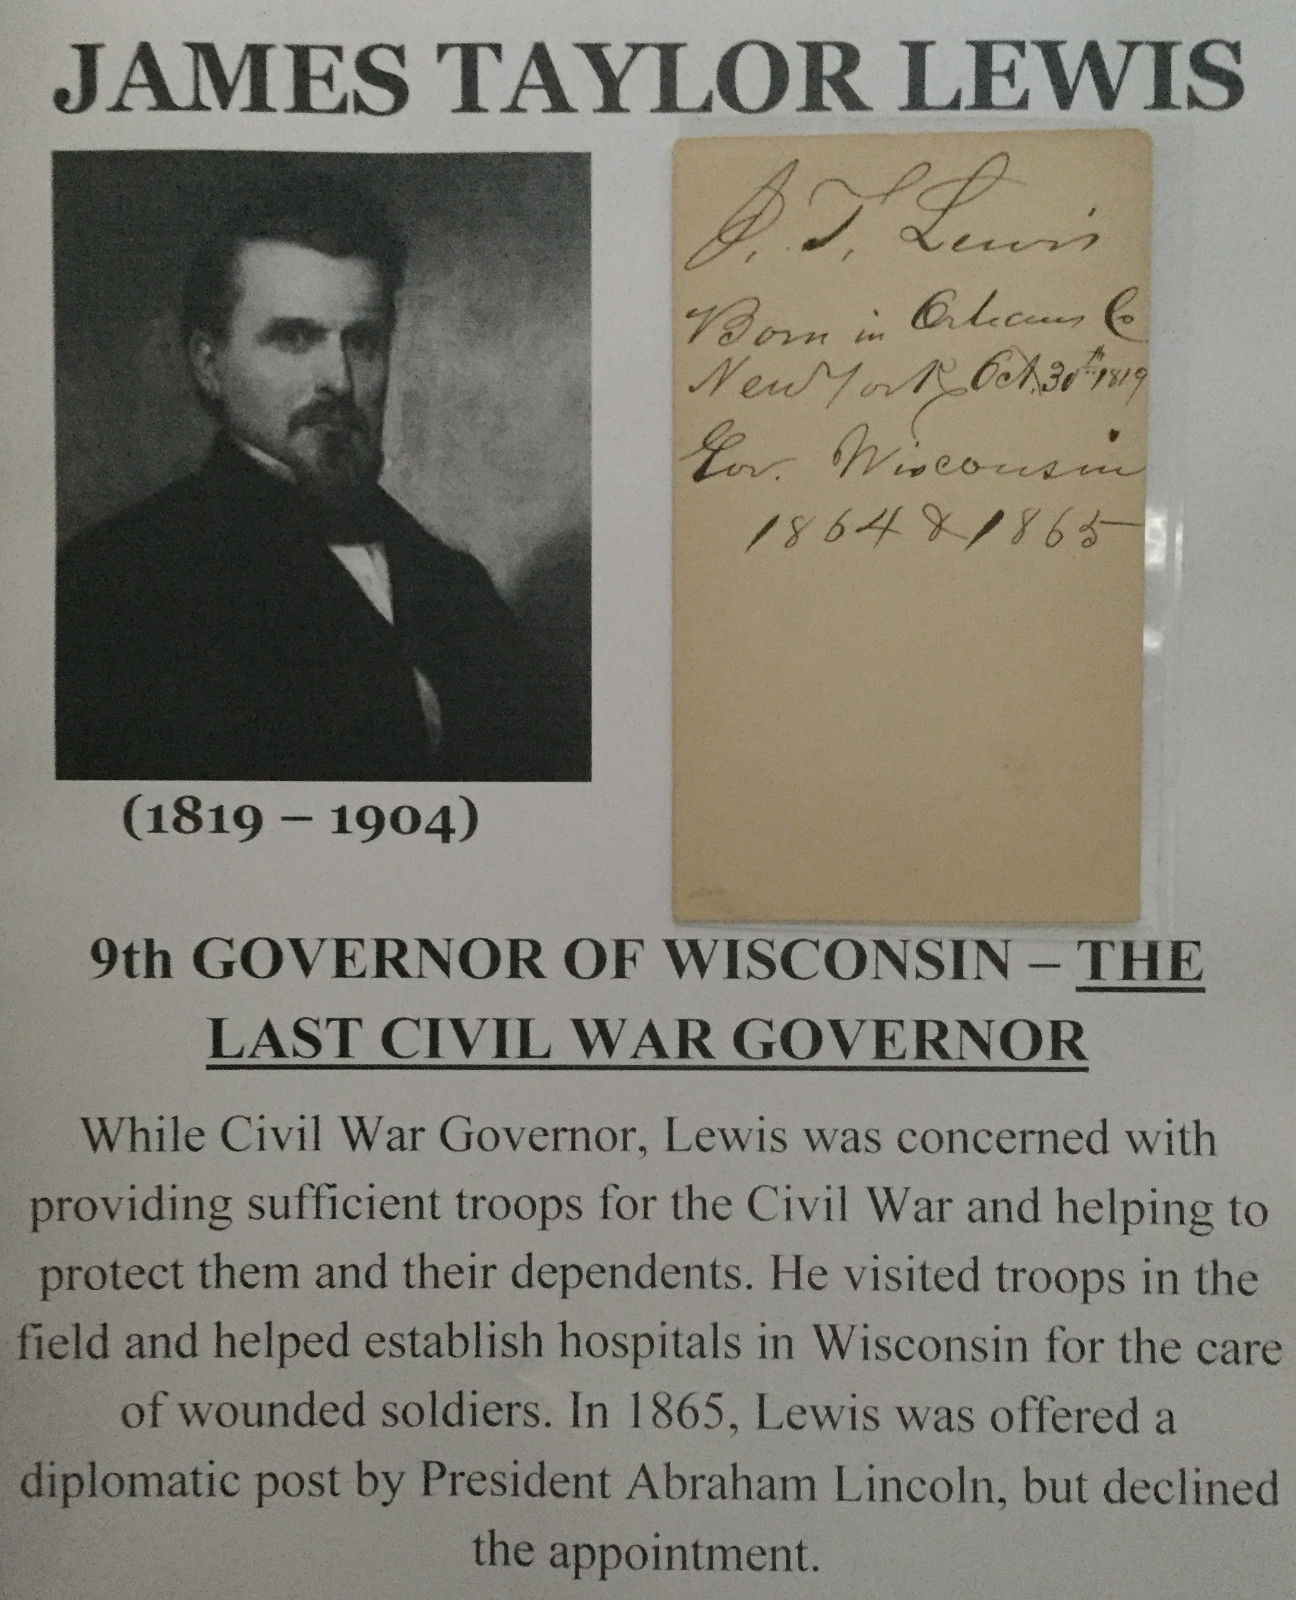 JAMES TAYLOR LEWIS
J. T. Lewis
Born in Orleans Co
New York Oct. 30th 1819
Gov. Wisconsin
1864 & 1865
(1819 – 1904)
9th GOVERNOR OF WISCONSIN – THE
LAST CIVIL WAR GOVERNOR
While Civil War Governor, Lewis was concerned with
providing sufficient troops for the Civil War and helping to
protect them and their dependents. He visited troops in the
field and helped establish hospitals in Wisconsin for the care
of wounded soldiers. In 1865, Lewis was offered a
diplomatic post by President Abraham Lincoln, but declined
the appointment.